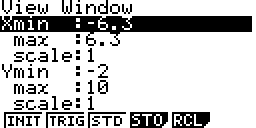 View Window
Xmin :-6.3
max :6.3
scale:1
Ymin :-2
max :10
scale:1
INIT TRIG STD STO RCL